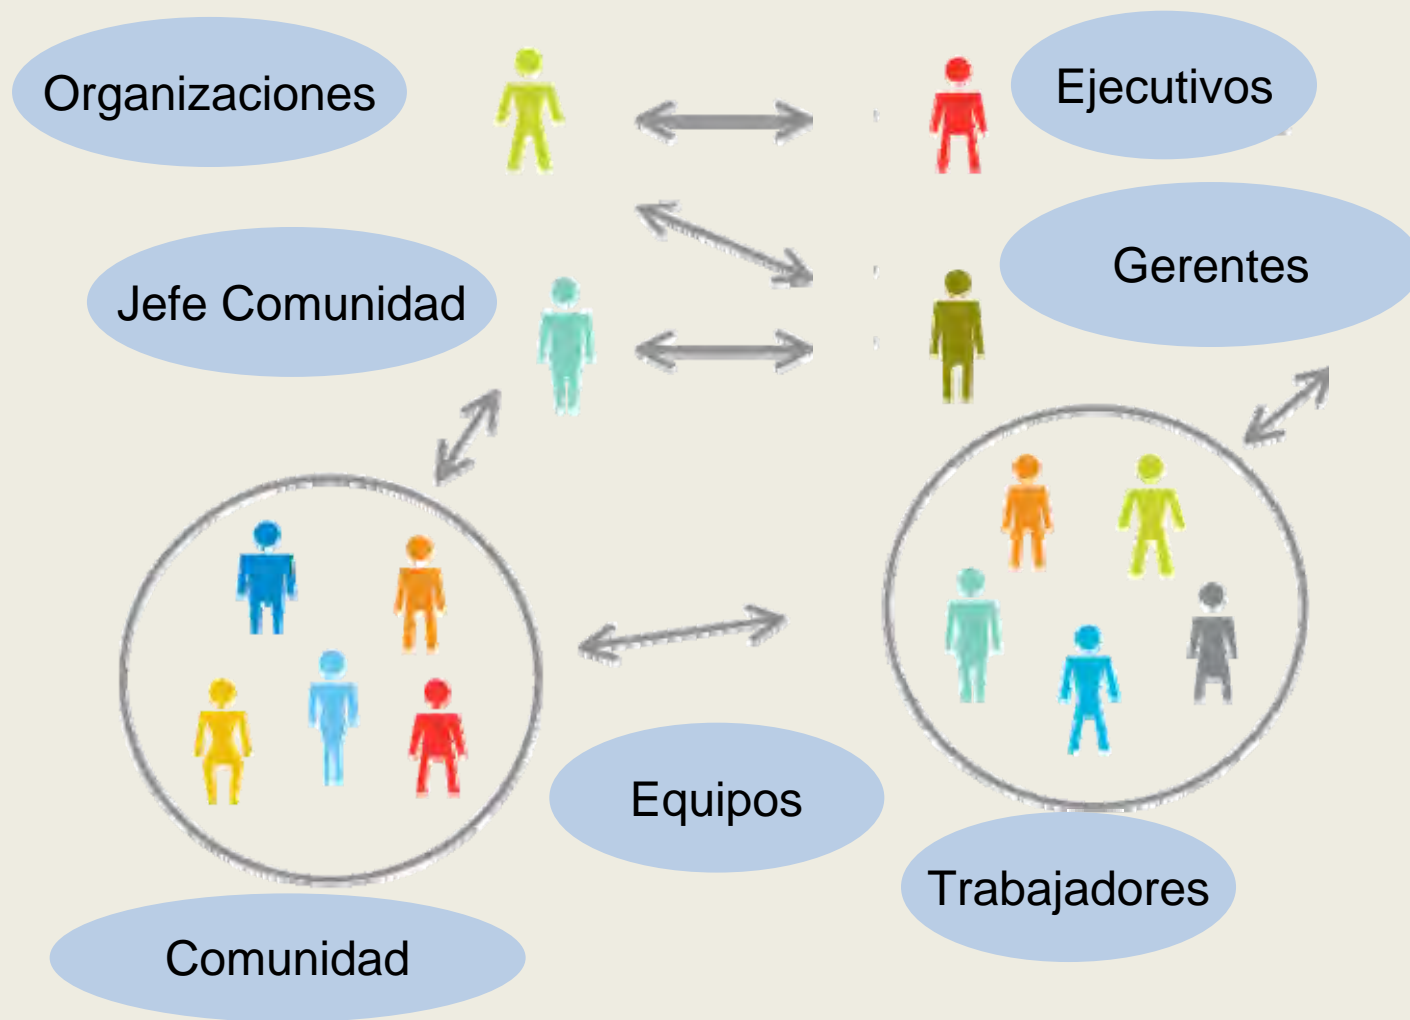 Organizaciones
Ejecutivos
Jefe Comunidad
Gerentes
Equipos
Trabajadores
Comunidad